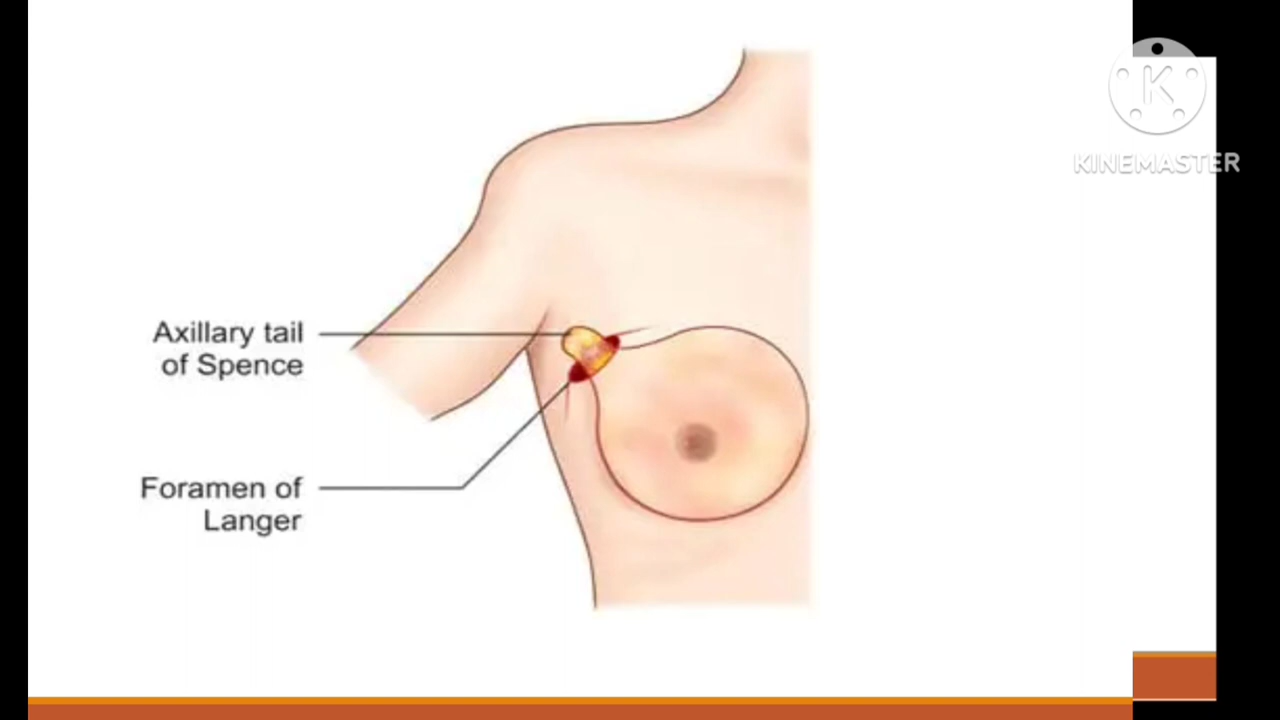 KINEMASTER
Axillary tail
of Spence
Foramen of
Langer